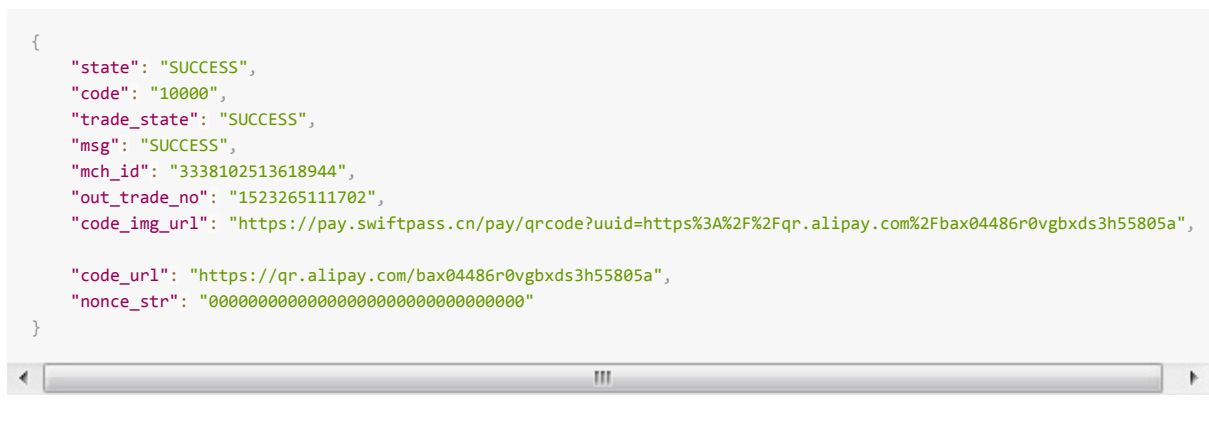 {
"state": "SUCCESS",
"code": "10000",
"trade_state": "SUCCESS",
"msg": "SUCCESS",
"mch_id": "3338102513618944",
"out_trade_no": "1523265111702",
"code_img_url": "https://pay.swiftpass.cn/pay/qrcode?uuid=https%3A%2F%2Fqr.alipay.com%2Fbax04486r0vgbxds3h55805a",
"code_url": "https://qr.alipay.com/bax04486r0vgbxds3h55805a",
"nonce_str": "00000000000000000000000000000000"
}